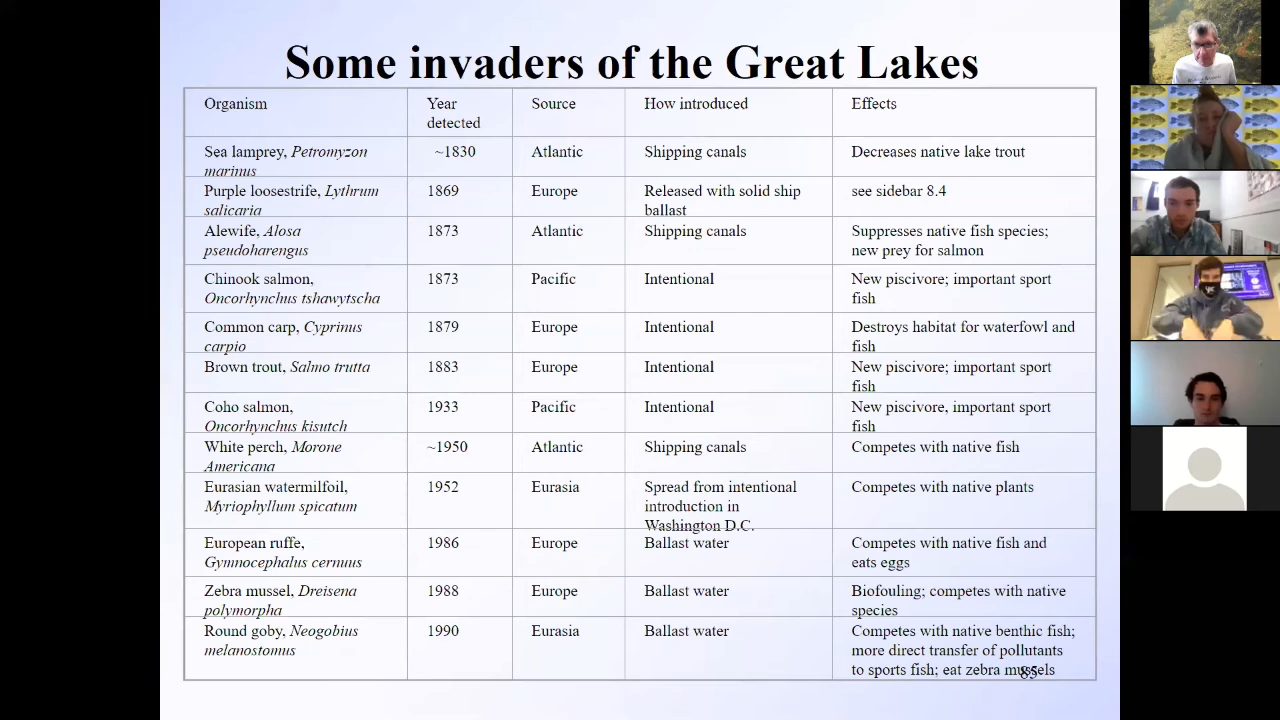 Some invaders of the Great Lakes
Organism
Year
detected
Source
How introduced
Effects
Sea lamprey, Petromyzon
marinus
~1830
Atlantic
Shipping canals
Decreases native lake trout
Purple loosestrife, Lythrum
salicaria
1869
Europe
Released with solid ship
ballast
see sidebar 8.4
Alewife, Alosa
pseudoharengus
1873
Atlantic
Shipping canals
Suppresses native fish species;
new prey for salmon
Chinook salmon,
Oncorhynchus tshawytscha
1873
Pacific
Intentional
New piscivore; important sport
fish
Common carp, Cyprinus
carpio
1879
Europe
Intentional
Destroys habitat for waterfowl and
fish
Brown trout, Salmo trutta
1883
Europe
Intentional
New piscivore; important sport
fish
Coho salmon,
Oncorhynchus kisutch
1933
Pacific
Intentional
New piscivore, important sport
fish
White perch, Morone
Americana
~1950
Atlantic
Shipping canals
Competes with native fish
Eurasian watermilfoil,
Myriophyllum spicatum
1952
Eurasia
Spread from intentional
introduction in
Washington D.C.
Competes with native plants
European ruffe,
Gymnocephalus cernuus
1986
Europe
Ballast water
Competes with native fish and
eats eggs
Zebra mussel, Dreisena
polymorpha
1988
Europe
Ballast water
Biofouling; competes with native
species
Round goby, Neogobius
melanostomus
1990
Eurasia
Ballast water
Competes with native benthic fish;
more direct transfer of pollutants
to sports fish; eat zebra mussels
85